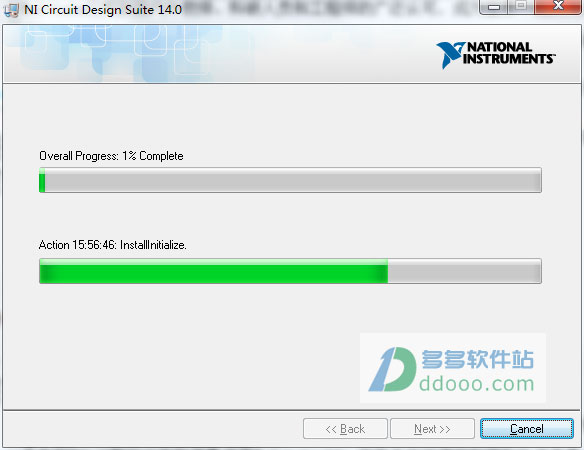 NI Circuit Design Suite 14.0
NATIONAL
INSTRUMENTS™
Overall Progress: 1% Complete
Action 15:56:46: InstallInitialize.
多多软件站
ddooo.com
<< Back
Next >>
Cancel